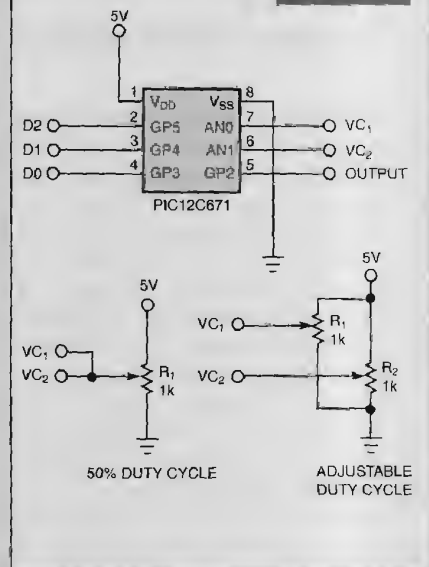 5V
1 8
V_DD V_SS
D2 2 GP5 AN0 7 VC₁
D1 3 GP4 AN1 6 VC₂
D0 4 GP3 GP2 5 OUTPUT
PIC12C671
5V
5V
VC₁
VC₂
R₁
1k
VC₁
R₁
1k
VC₂
R₂
1k
50% DUTY CYCLE
ADJUSTABLE
DUTY CYCLE